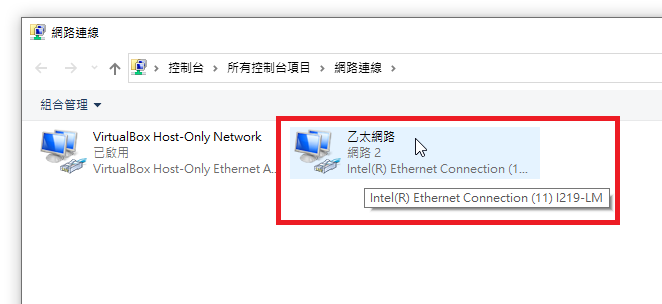 網路連線
控制台 > 所有控制台項目 > 網路連線 >
組合管理
VirtualBox Host-Only Network
已啟用
VirtualBox Host-Only Ethernet A...
乙太網路
網路 2
Intel(R) Ethernet Connection (1...
Intel(R) Ethernet Connection (11) I219-LM